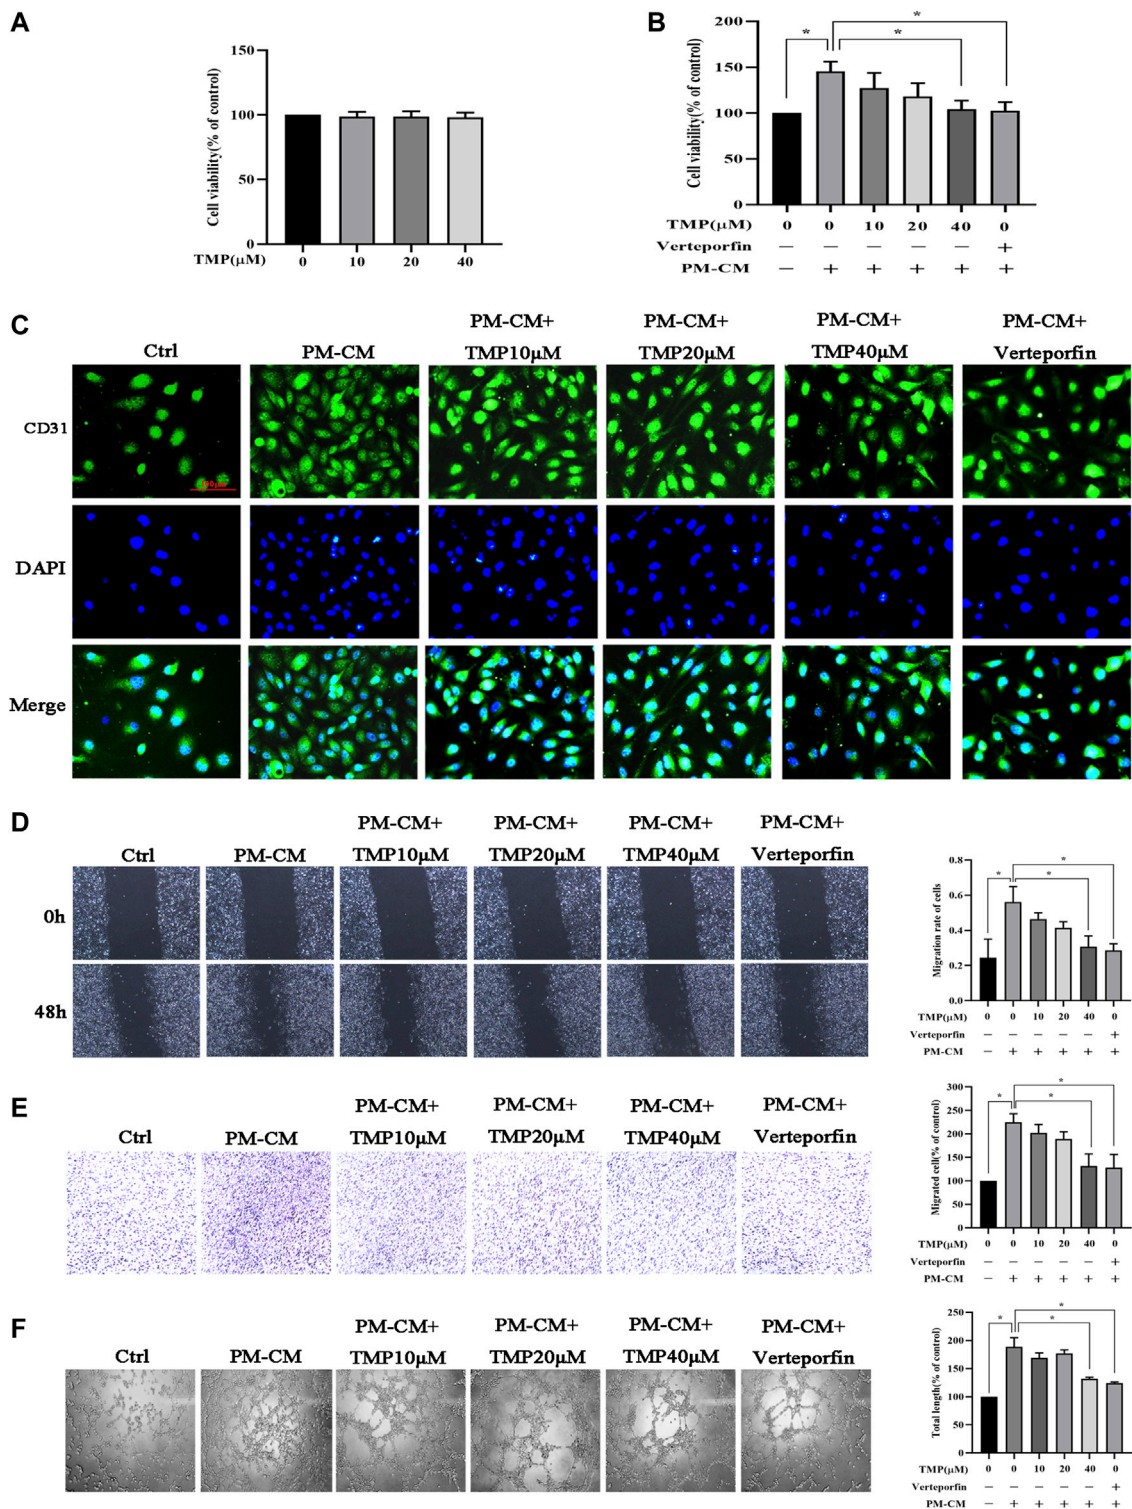 A
Cell viability(% of control)
150
100
50
0
TMP(μM)
0 10 20 40
B
Cell viability(% of control)
200
150
100
50
0
* * *
TMP(μM) 0 0 10 20 40 0
Verteporfin — — — — — +
PM-CM — + + + + +
C
Ctrl
PM-CM
PM-CM+
TMP10μM
PM-CM+
TMP20μM
PM-CM+
TMP40μM
PM-CM+
Verteporfin
CD31
100 μm
DAPI
Merge
D
Ctrl
PM-CM
PM-CM+
TMP10μM
PM-CM+
TMP20μM
PM-CM+
TMP40μM
PM-CM+
Verteporfin
0h
48h
Migration rate of cells
0.8
0.6
0.4
0.2
0.0
* * *
TMP(μM) 0 0 10 20 40 0
Verteporfin — — — — — +
PM-CM — + + + + +
E
Ctrl
PM-CM
PM-CM+
TMP10μM
PM-CM+
TMP20μM
PM-CM+
TMP40μM
PM-CM+
Verteporfin
Migrated cell(% of control)
300
250
200
150
100
50
0
* * *
TMP(μM) 0 0 10 20 40 0
Verteporfin — — — — — +
PM-CM — + + + + +
F
Ctrl
PM-CM
PM-CM+
TMP10μM
PM-CM+
TMP20μM
PM-CM+
TMP40μM
PM-CM+
Verteporfin
Total length(% of control)
250
200
150
100
50
0
* * *
TMP(μM) 0 0 10 20 40 0
Verteporfin — — — — — +
PM-CM — + + + + +